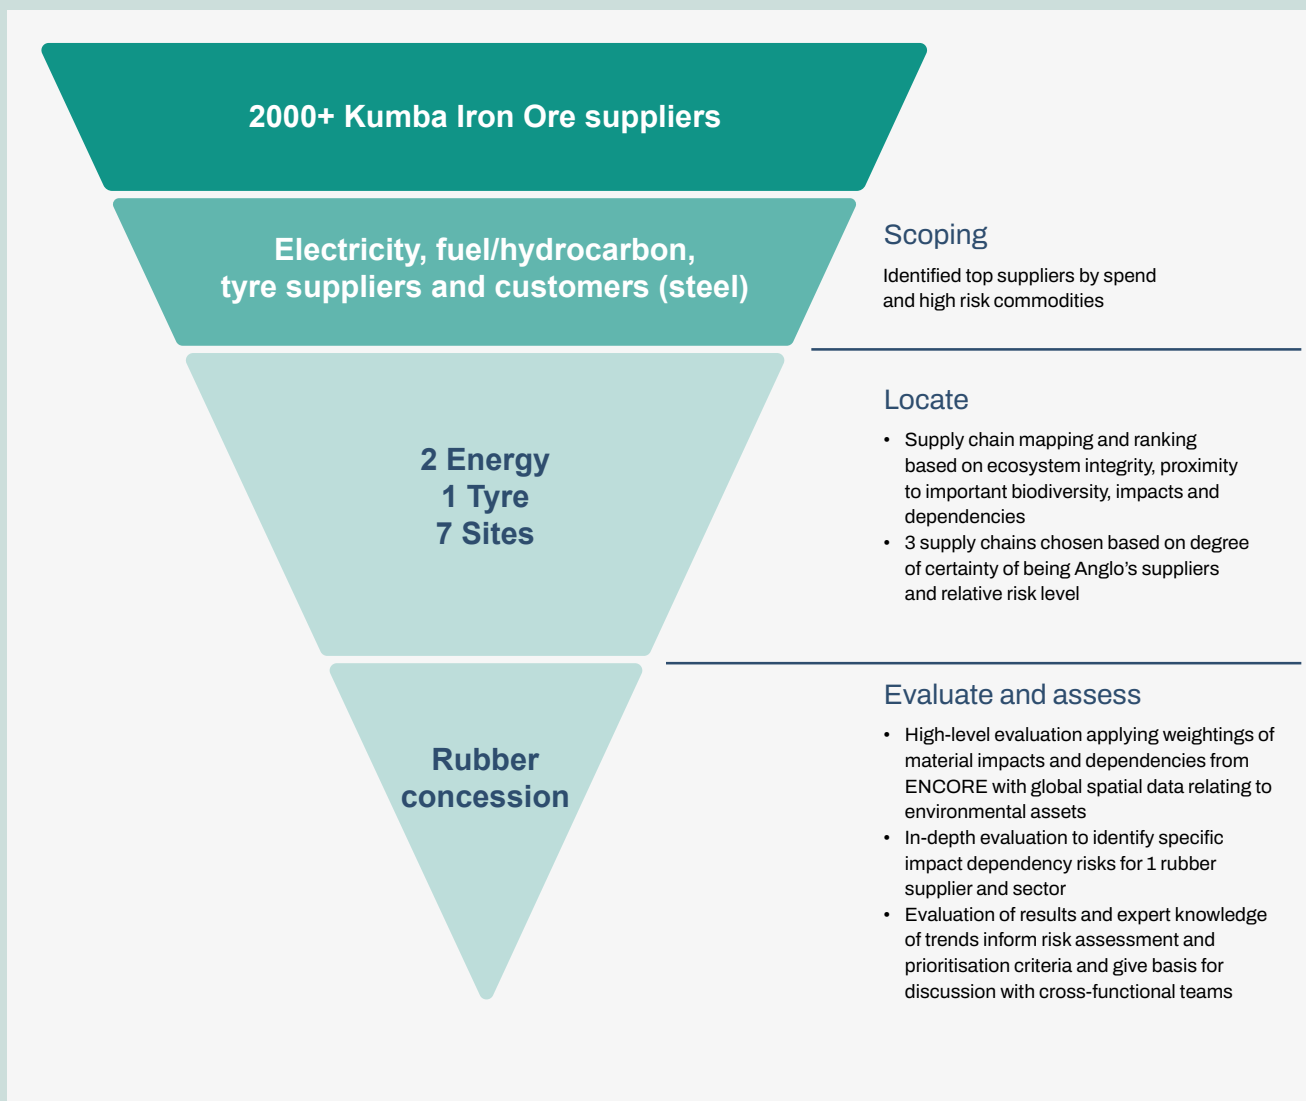 2000+ Kumba Iron Ore suppliers
Electricity, fuel/hydrocarbon,
tyre suppliers and customers (steel)
Scoping
Identified top suppliers by spend
and high risk commodities
2 Energy
1 Tyre
7 Sites
Locate
• Supply chain mapping and ranking
based on ecosystem integrity, proximity
to important biodiversity, impacts and
dependencies
• 3 supply chains chosen based on degree
of certainty of being Anglo’s suppliers
and relative risk level
Rubber
concession
Evaluate and assess
• High-level evaluation applying weightings of
material impacts and dependencies from
ENCORE with global spatial data relating to
environmental assets
• In-depth evaluation to identify specific
impact dependency risks for 1 rubber
supplier and sector
• Evaluation of results and expert knowledge
of trends inform risk assessment and
prioritisation criteria and give basis for
discussion with cross-functional teams